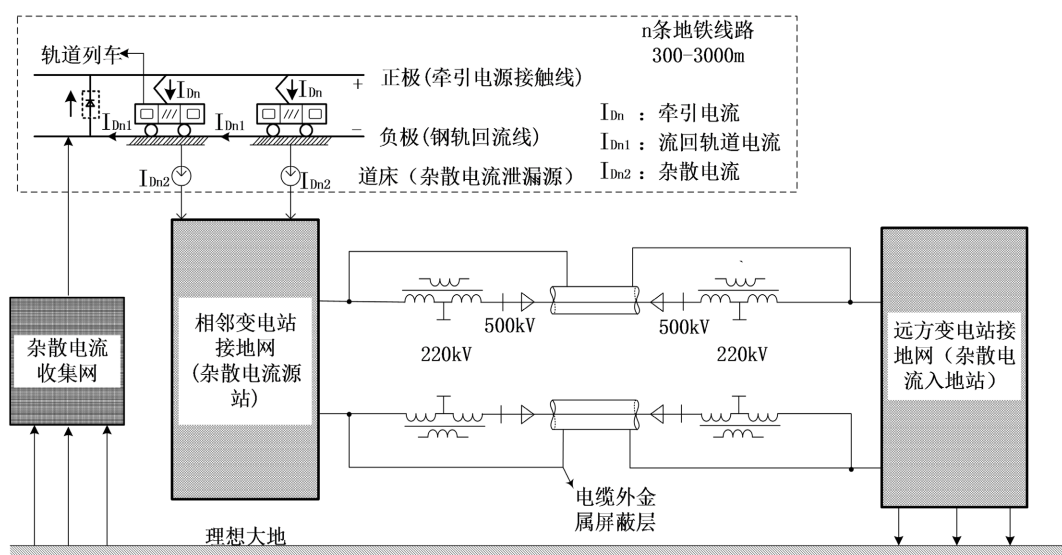 n条地铁线路
300-3000m
轨道列车
IDn
IDn
+
正极(牵引电源接触线)
IDn1
IDn1
−
负极(钢轨回流线)
IDn :牵引电流
IDn1:流回轨道电流
IDn2:杂散电流
IDn2
IDn2
道床（杂散电流泄漏源）
杂散电流
收集网
相邻变电站
接地网
(杂散电流源
站)
500kV
500kV
220kV
220kV
远方变电站接
地网（杂散电
流入地站）
电缆外金
属屏蔽层
理想大地